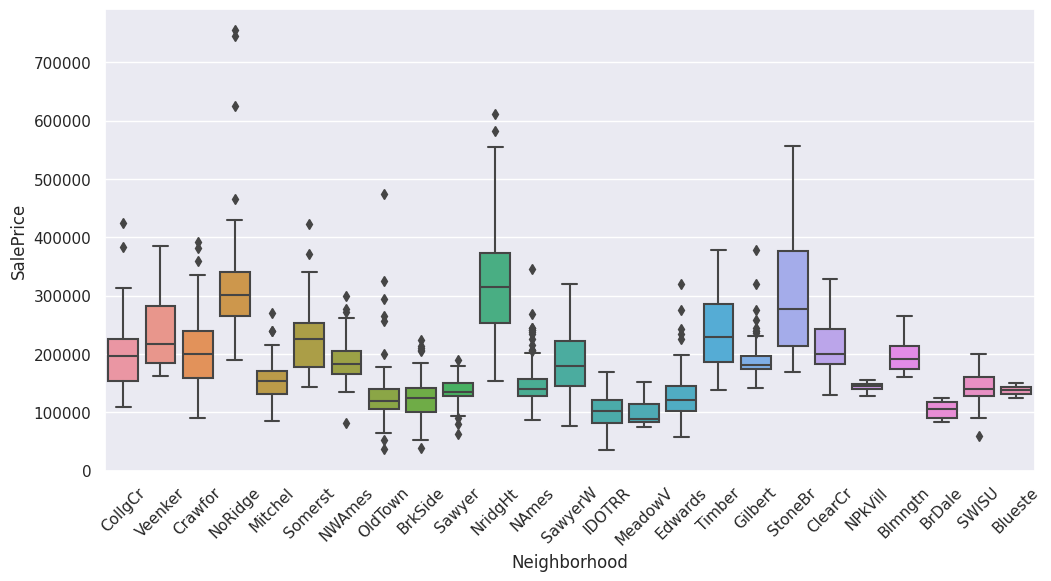 SalePrice
700000
600000
500000
400000
300000
200000
100000
0
CollgCr
Veenker
Crawfor
NoRidge
Mitchel
Somerst
NWAmes
OldTown
BrkSide
Sawyer
NridgHt
NAmes
SawyerW
IDOTRR
MeadowV
Edwards
Timber
Gilbert
StoneBr
ClearCr
NPkVill
Blmngtn
BrDale
SWISU
Blueste
Neighborhood